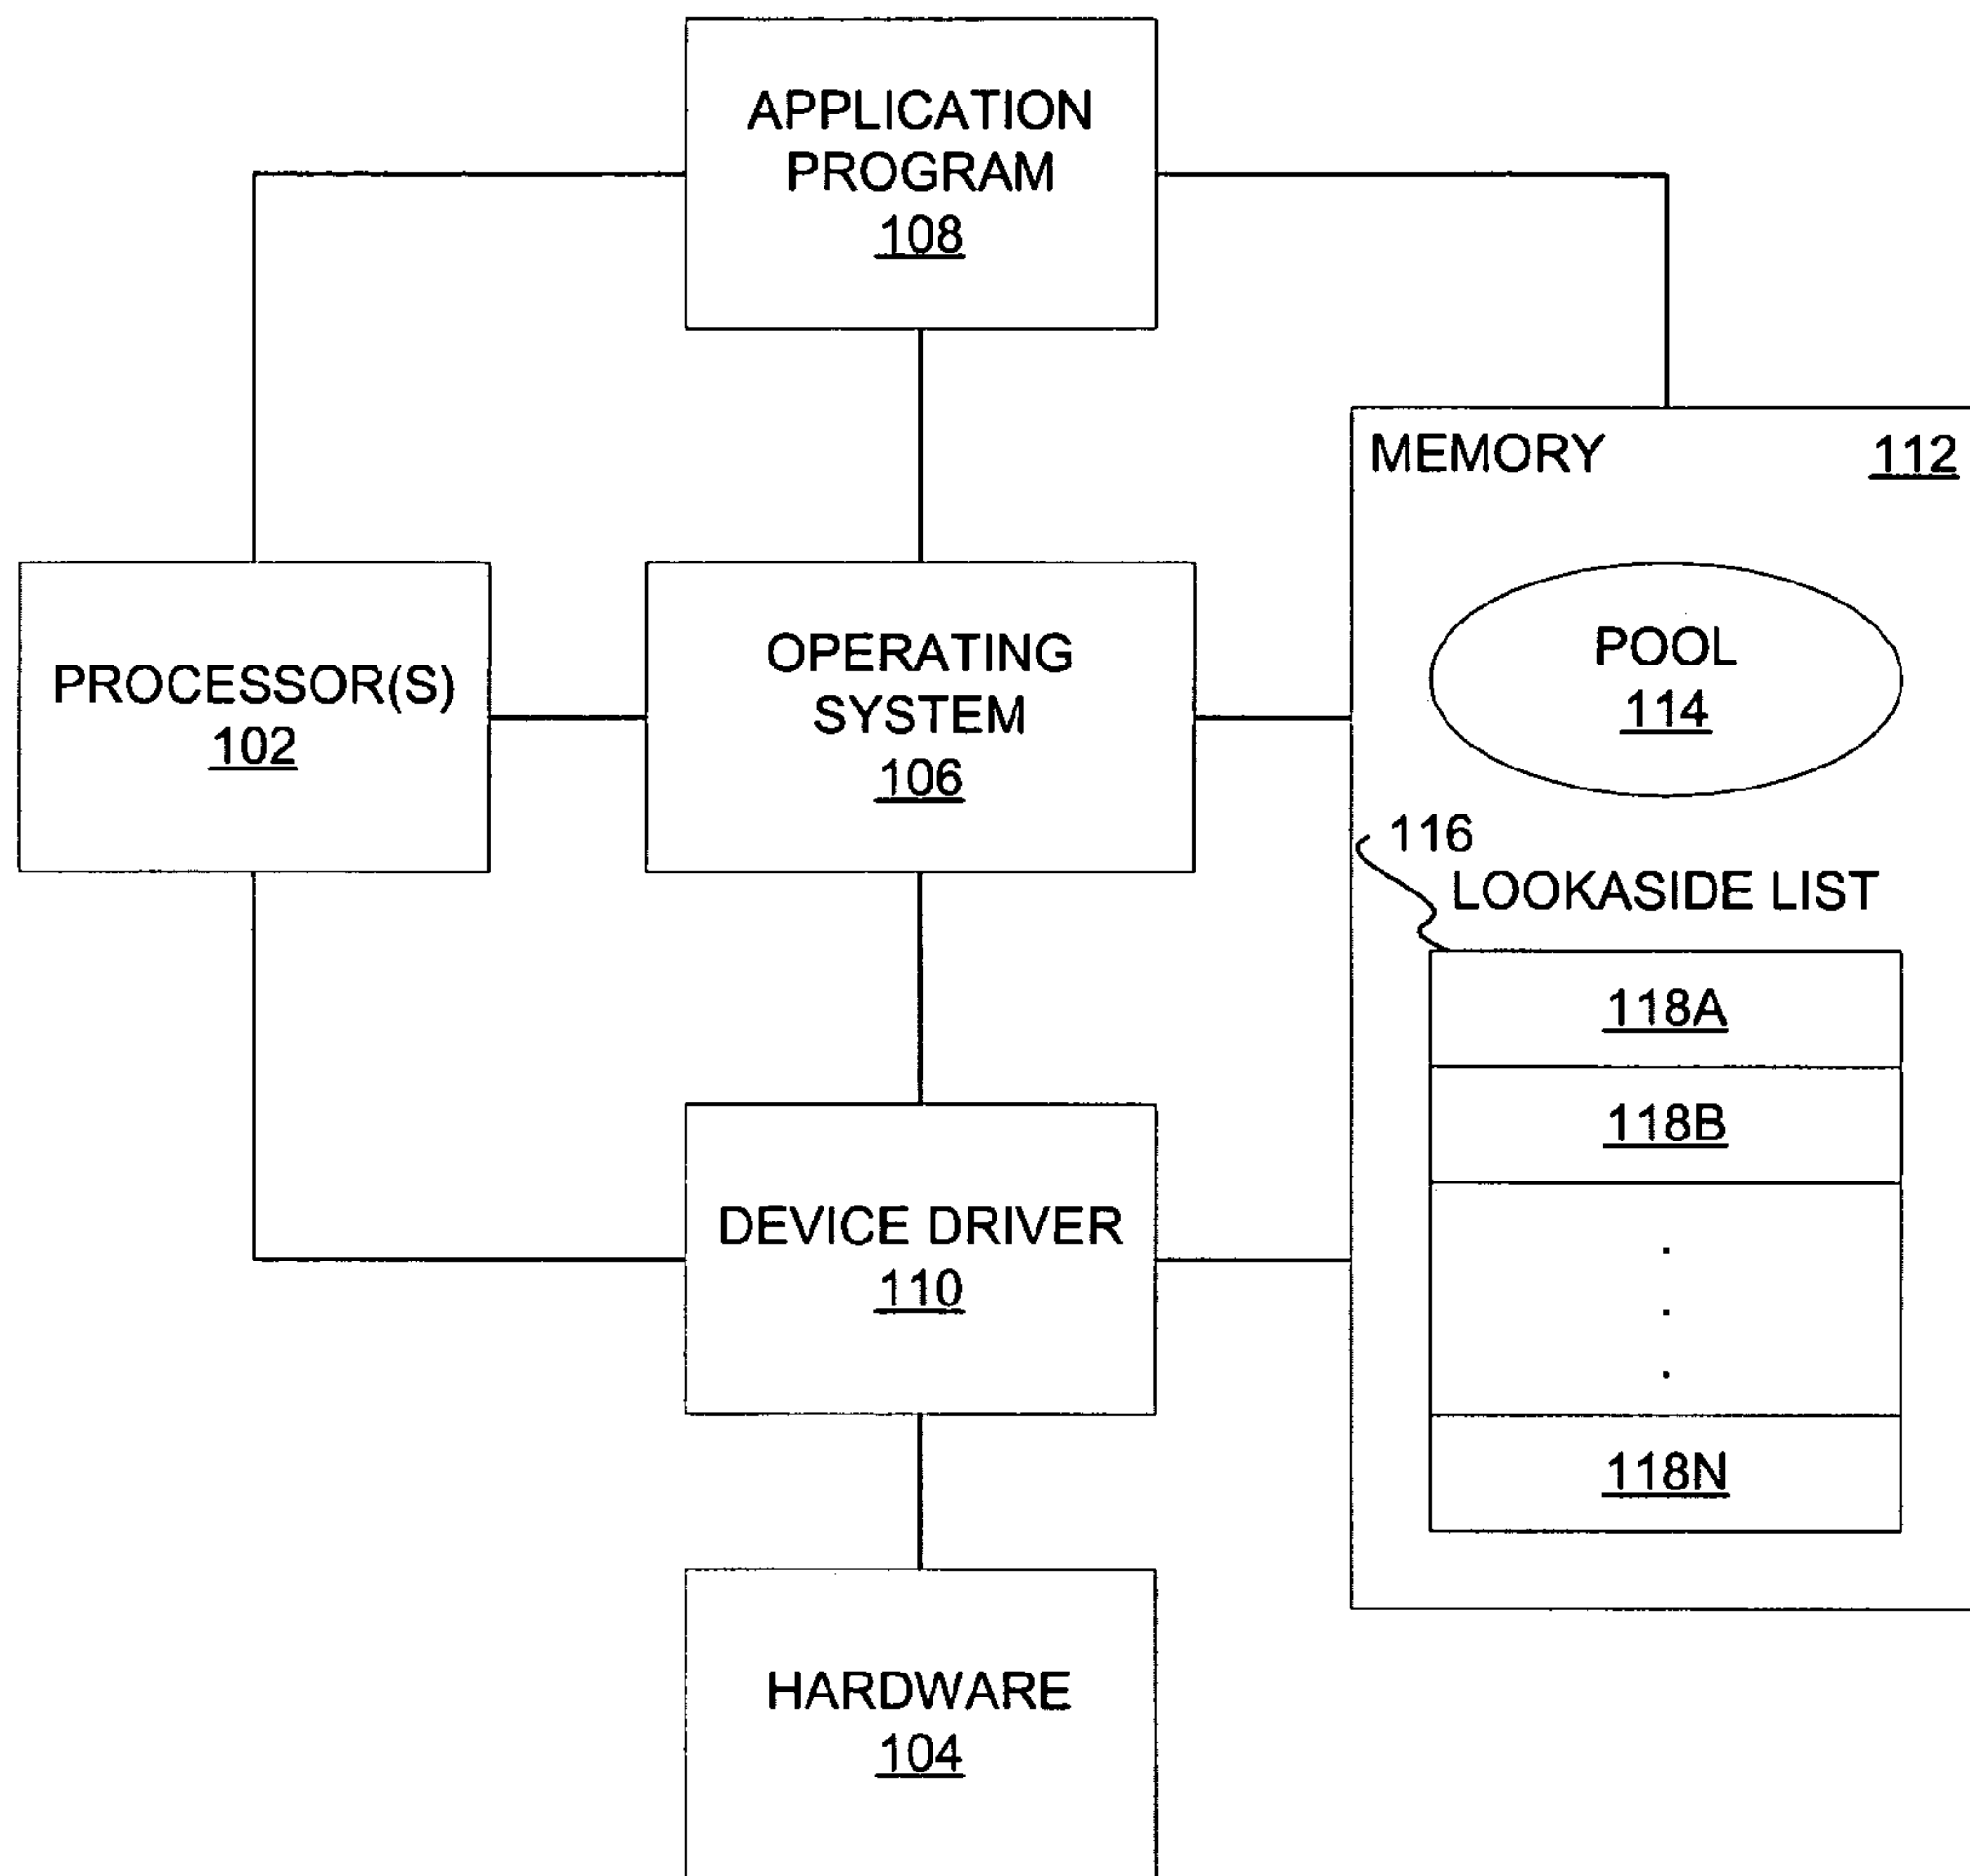 APPLICATION
PROGRAM
108
MEMORY 112
PROCESSOR(S)
102
OPERATING
SYSTEM
106
POOL
114
116
LOOKASIDE LIST
118A
118B
.
.
.
118N
DEVICE DRIVER
110
HARDWARE
104